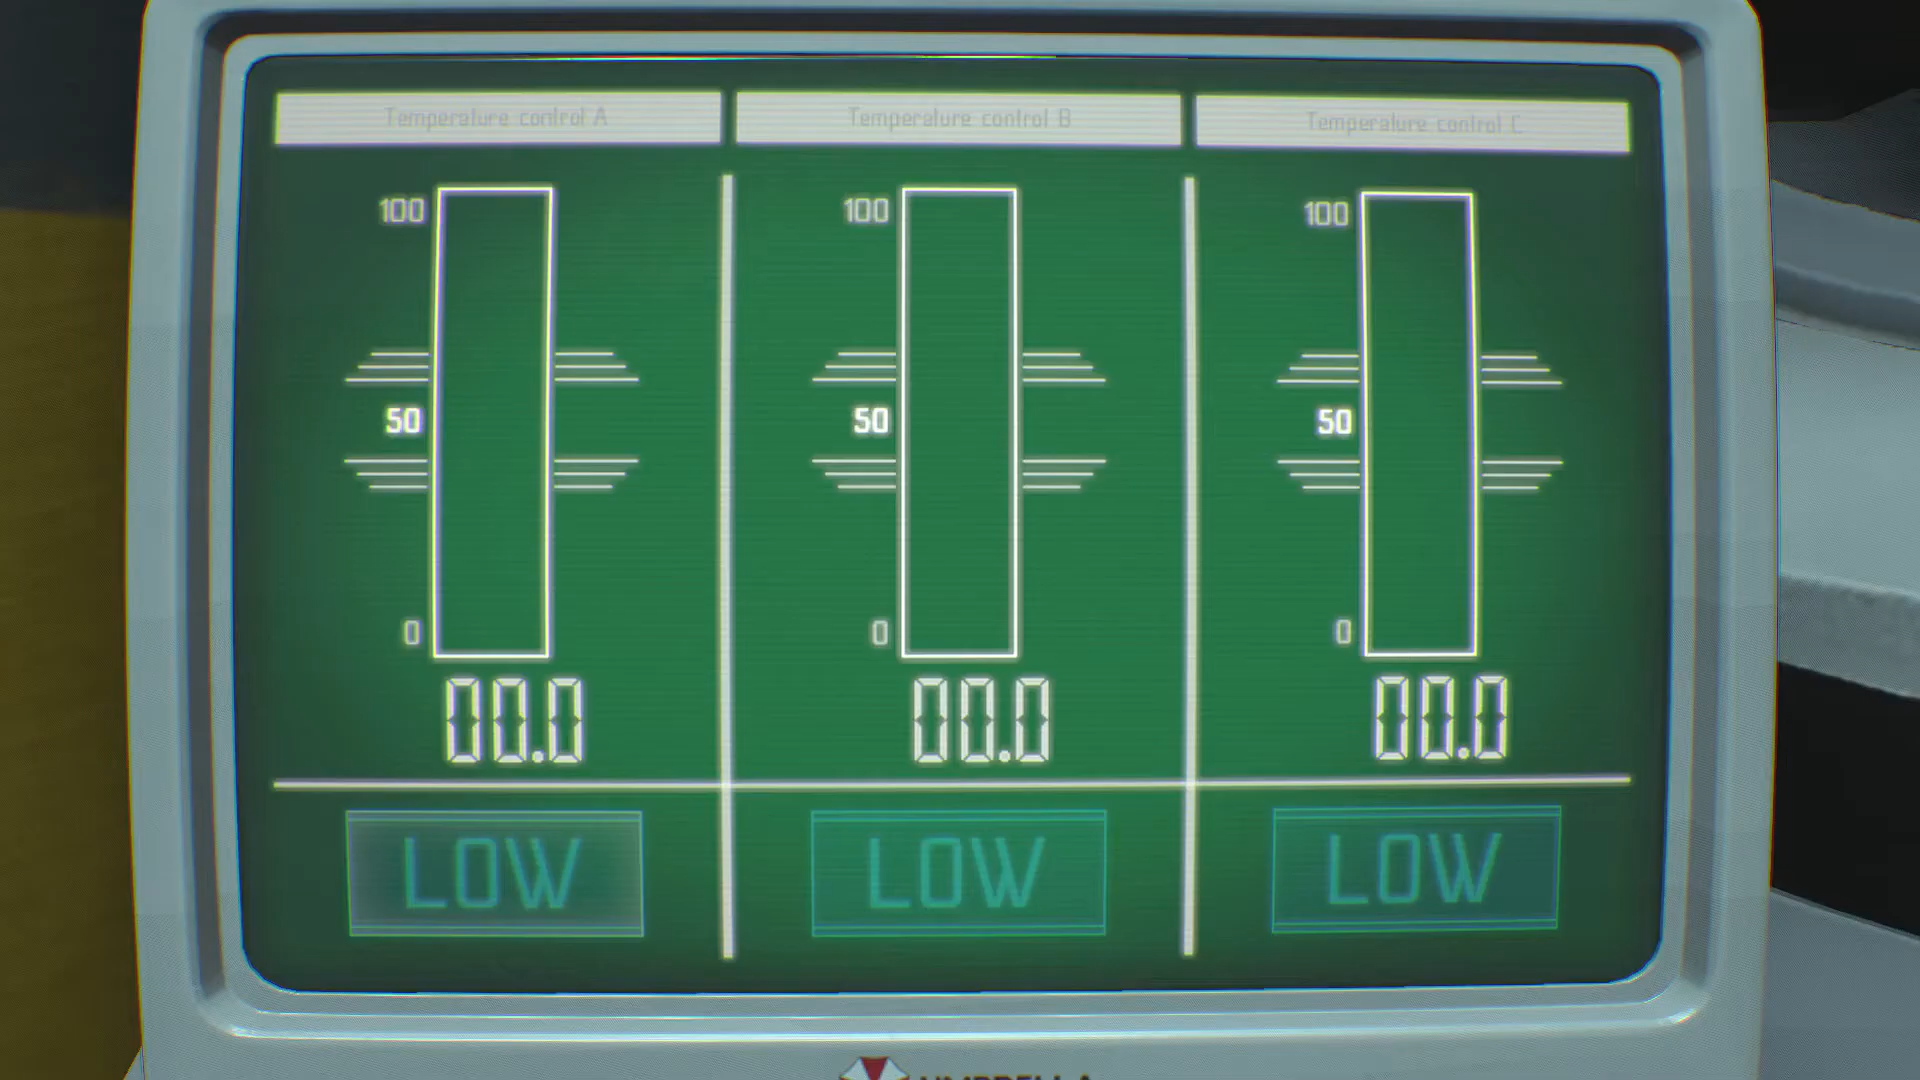 Temperature control A Temperature control B Temperature control C
100 100 100
50 50 50
0 0 0
00.0 00.0 00.0
LOW LOW LOW
UMBRELLA